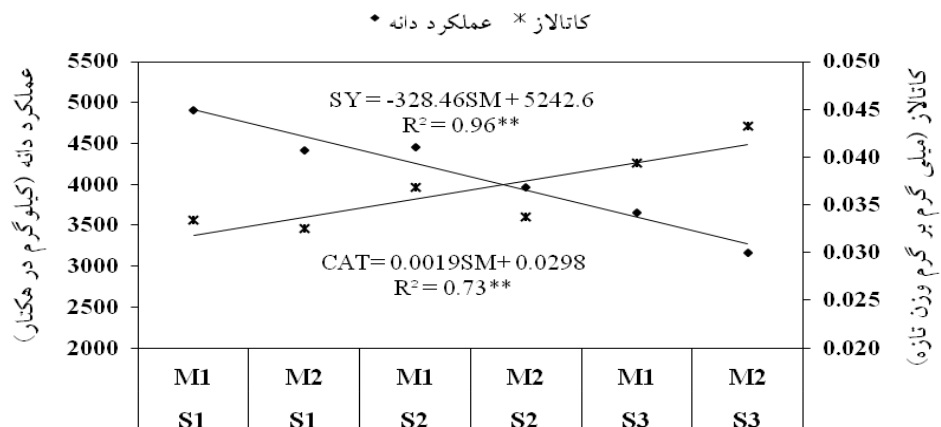 عملکرد دانه کاتالاز
عملکرد دانه (کیلوگرم در هکتار)
5500
5000
4500
4000
3500
3000
2500
2000
SY = -328.46SM + 5242.6
R² = 0.96**
CAT= 0.0019SM+ 0.0298
R² = 0.73**
0.050
0.045
0.040
0.035
0.030
0.025
0.020
کاتالاز (میلی گرم بر گرم وزن تازه)
M1 M2 M1 M2 M1 M2
S1 S1 S2 S2 S3 S3